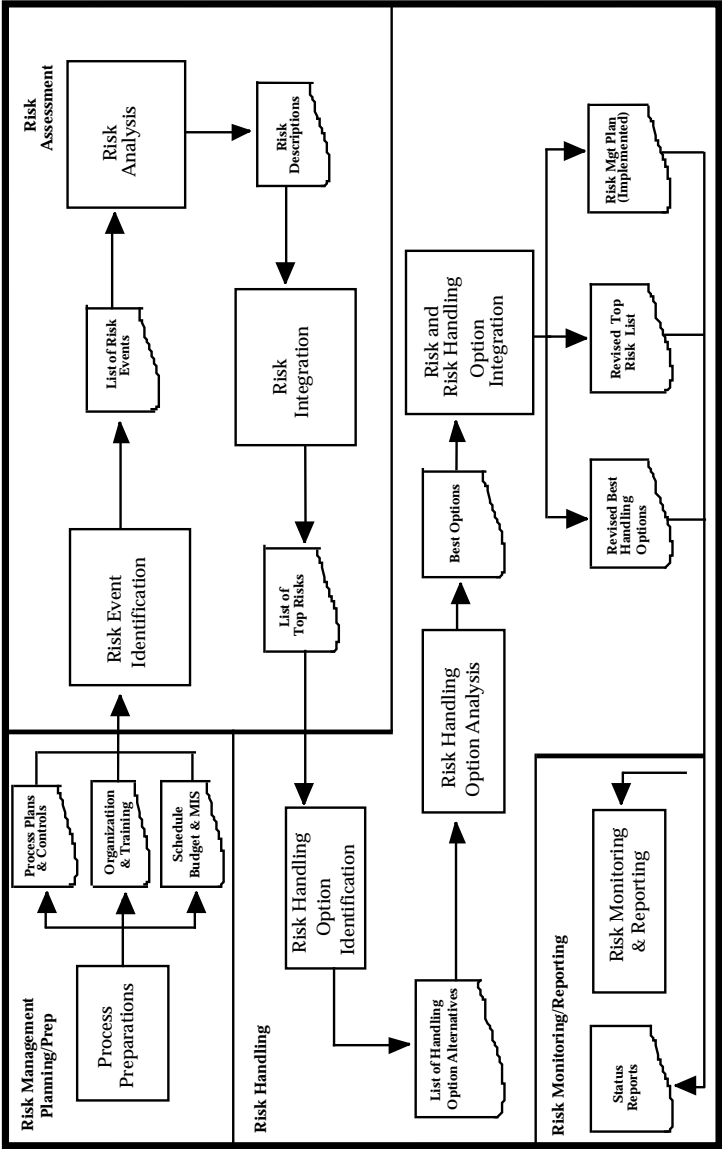 Risk Management
Planning/Prep
Process
Preparations
Process Plans
& Controls
Organizatiion
& Training
Schedule
Budget & MIS
Risk
Assessment
Risk Event
Identification
List of Risk
Events
Risk
Analysis
Risk
Descriptions
Risk
Integration
List of
Top Risks
Risk Handling
Risk Handling
Option
Identification
List of Handling
Option Alternatives
Risk Handling
Option Analysis
Best Options
Risk and
Risk Handling
Option
Integration
Revised Best
Handling
Options
Revised Top
Risk List
Risk Mgt Plan
(Implemented)
Risk Monitoring/Reporting
Risk Monitoring
& Reporting
Status
Reports